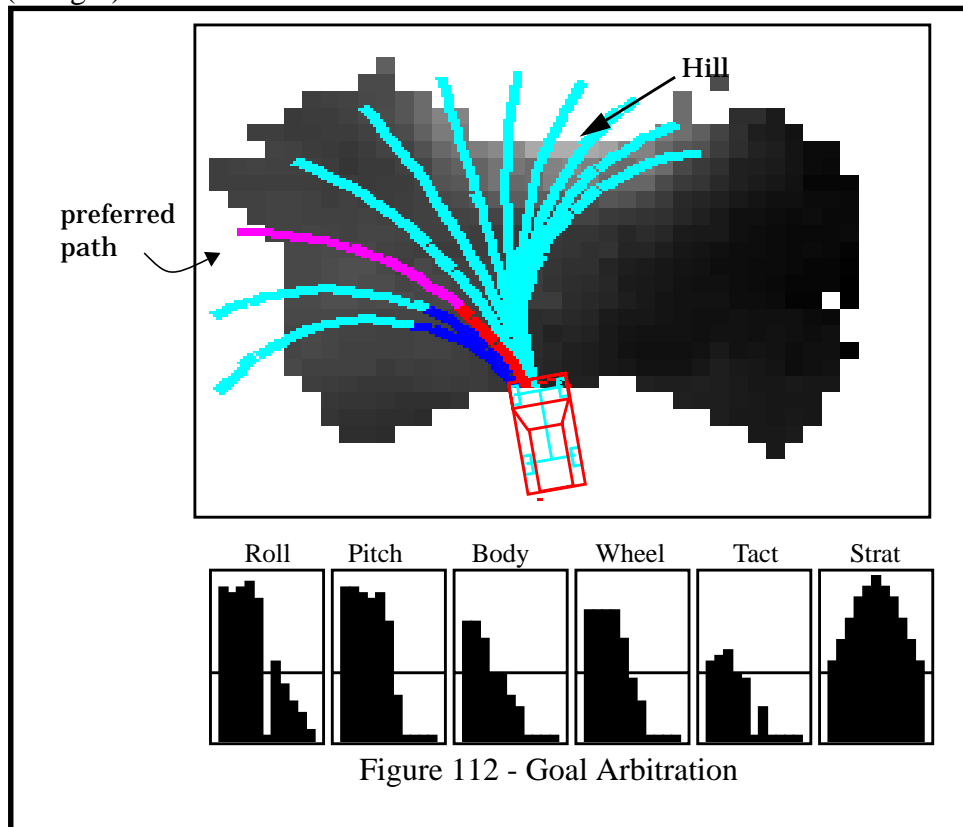 Hill
preferred
path
Roll Pitch Body Wheel Tact Strat
Figure 112 - Goal Arbitration